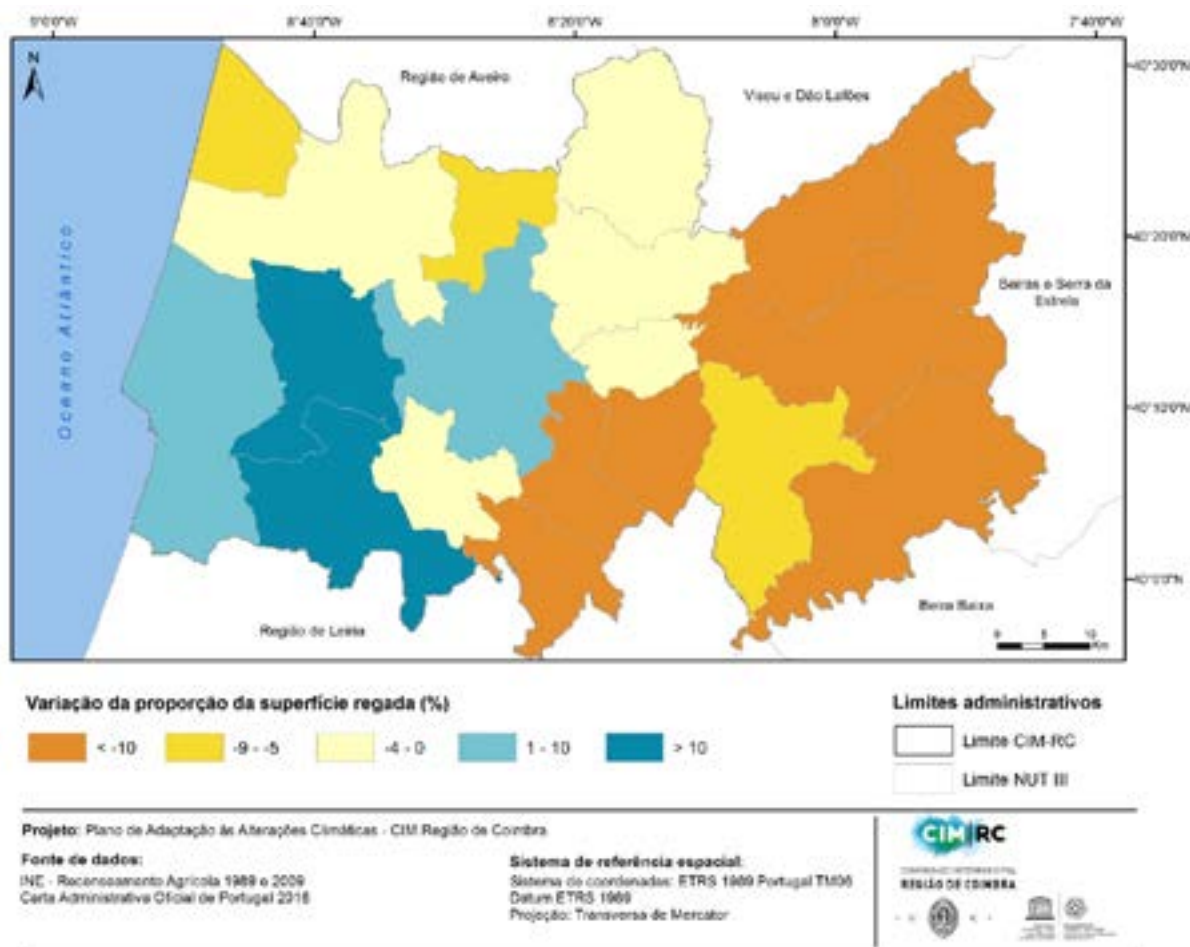 9°0'0"W 8°40'0"W 8°20'0"W 8°0'0"W 7°40'0"W
N
Região de Aveiro
40°30'0"N
Viseu e Dão Lafões
40°20'0"N
Oceano Atlântico
Beiras e Serra da
Estrela
40°10'0"N
40°0'0"N
Região de Leiria
Beira Baixa
0 5 10
Km
Variação da proporção da superfície regada (%)
< -10
-9 - -5
-4 - 0
1 - 10
> 10
Limites administrativos
Limite CIM-RC
Limite NUT III
Projeto: Plano de Adaptação às Alterações Climáticas - CIM Região de Coimbra
Fonte de dados:
INE - Recenseamento Agrícola 1989 e 2009
Carta Administrativa Oficial de Portugal 2016
Sistema de referência espacial:
Sistema de coordenadas: ETRS 1989 Portugal TM06
Datum ETRS 1989
Projeção: Transversa de Mercator
CIM RC
COMUNIDADE INTERMUNICIPAL
REGIÃO DE COIMBRA